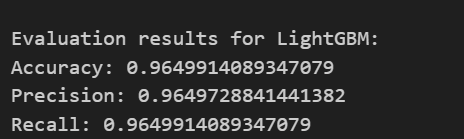 Evaluation results for LightGBM:
Accuracy: 0.9649914089347079
Precision: 0.9649728841441382
Recall: 0.9649914089347079